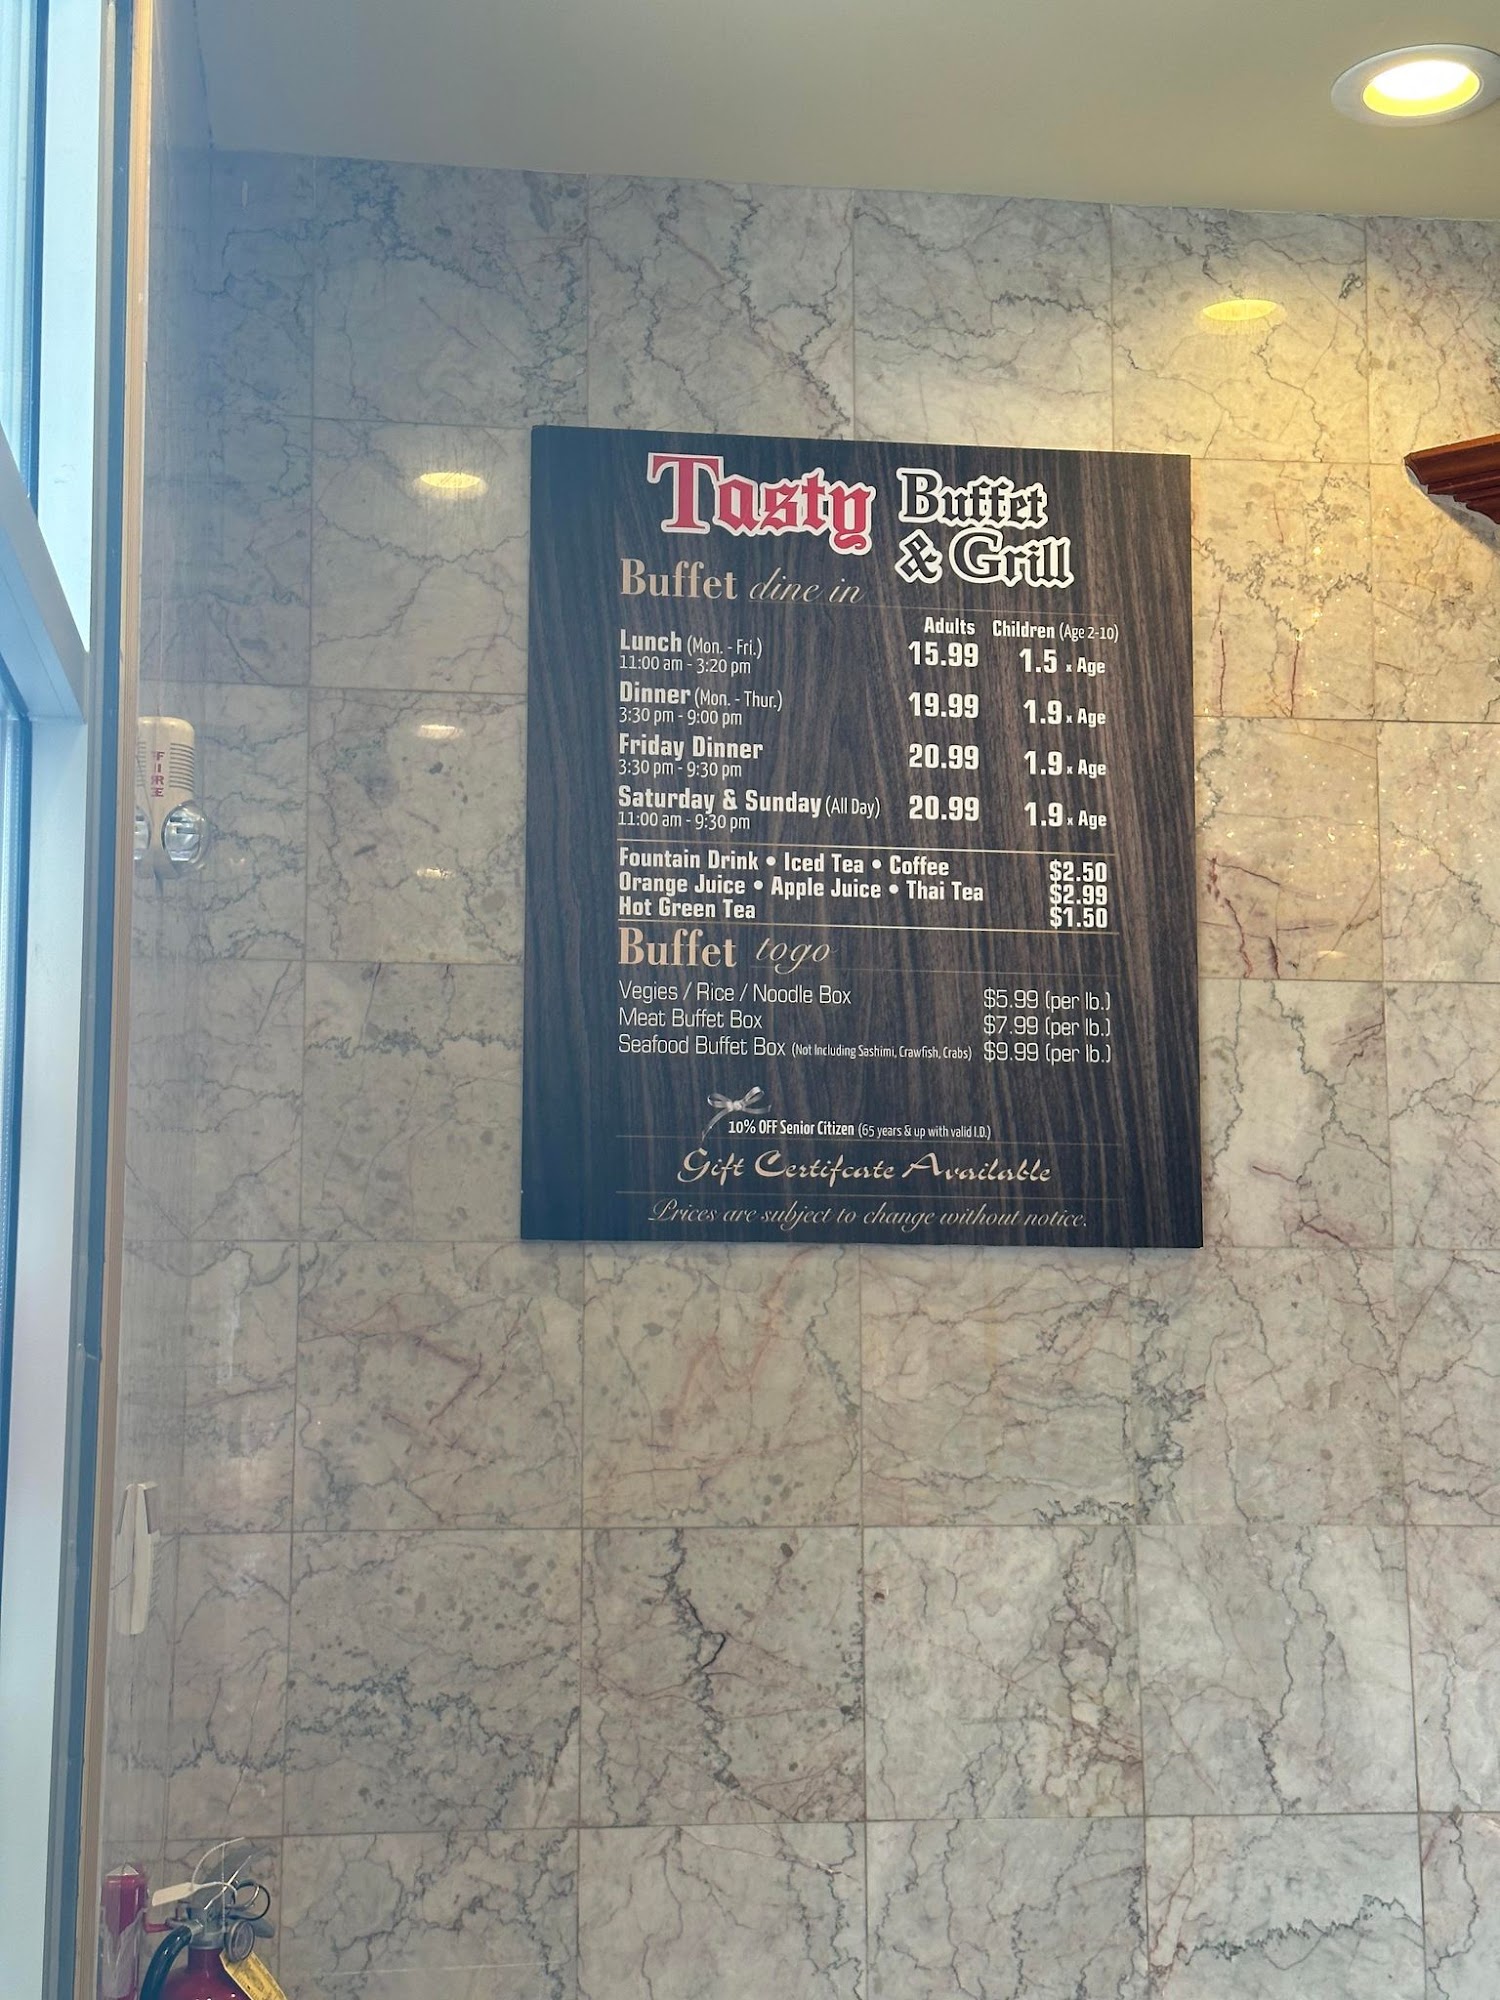 Tasty Buffet
& Grill
Buffet dine in
Adults Children (Age 2-10)
Lunch (Mon. - Fri.) 15.99 1.5 x Age
11:00 am - 3:20 pm
Dinner (Mon. - Thur.) 19.99 1.9 x Age
3:30 pm - 9:00 pm
Friday Dinner 20.99 1.9 x Age
3:30 pm - 9:30 pm
Saturday & Sunday (All Day) 20.99 1.9 x Age
11:00 am - 9:30 pm
Fountain Drink • Iced Tea • Coffee $2.50
Orange Juice • Apple Juice • Thai Tea $2.99
Hot Green Tea $1.50
Buffet togo
Vegies / Rice / Noodle Box $5.99 (per lb.)
Meat Buffet Box $7.99 (per lb.)
Seafood Buffet Box (Not Including Sashimi, Crawfish, Crabs) $9.99 (per lb.)
10% OFF Senior Citizen (65 years & up with valid I.D.)
Gift Certifcate Available
Prices are subject to change without notice.
FIRE